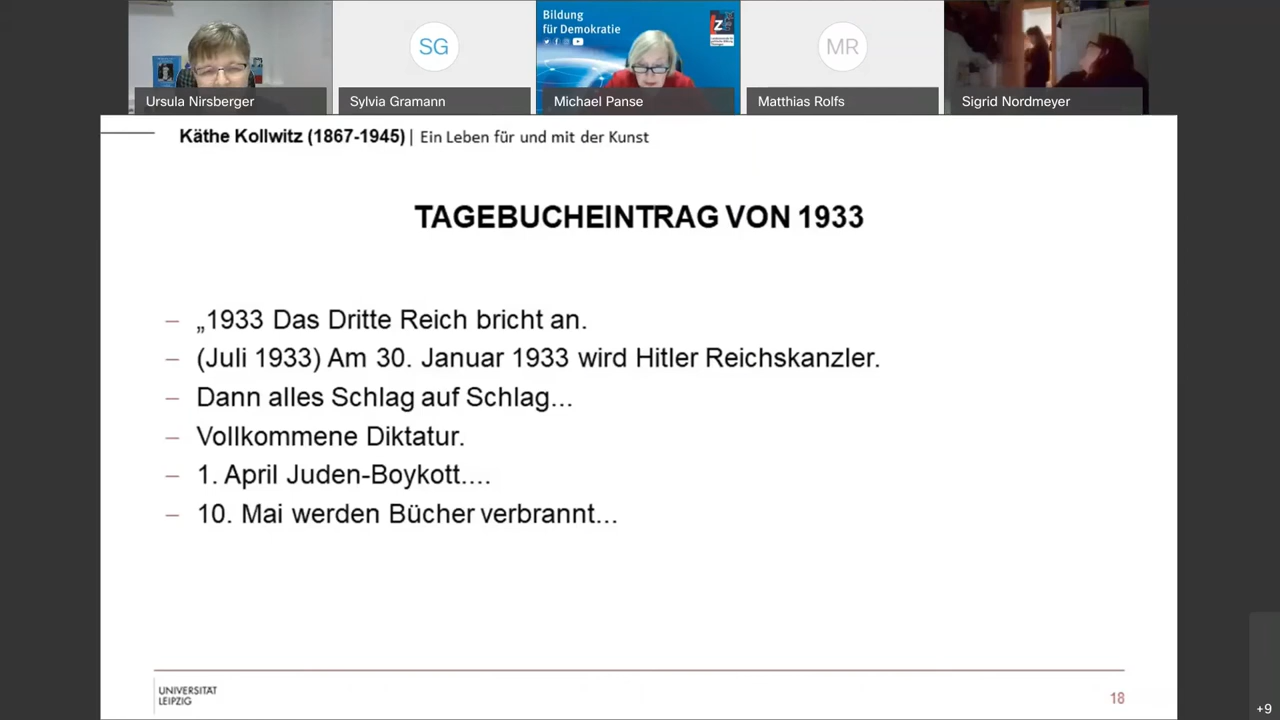 Bildung
für Demokratie
SG
MR
Ursula Nirsberger
Sylvia Gramann
Michael Panse
Matthias Rolfs
Sigrid Nordmeyer
Käthe Kollwitz (1867-1945) | Ein Leben für und mit der Kunst
TAGEBUCHEINTRAG VON 1933
– „1933 Das Dritte Reich bricht an.
– (Juli 1933) Am 30. Januar 1933 wird Hitler Reichskanzler.
– Dann alles Schlag auf Schlag...
– Vollkommene Diktatur.
– 1. April Juden-Boykott....
– 10. Mai werden Bücher verbrannt...
UNIVERSITÄT
LEIPZIG
18
+9